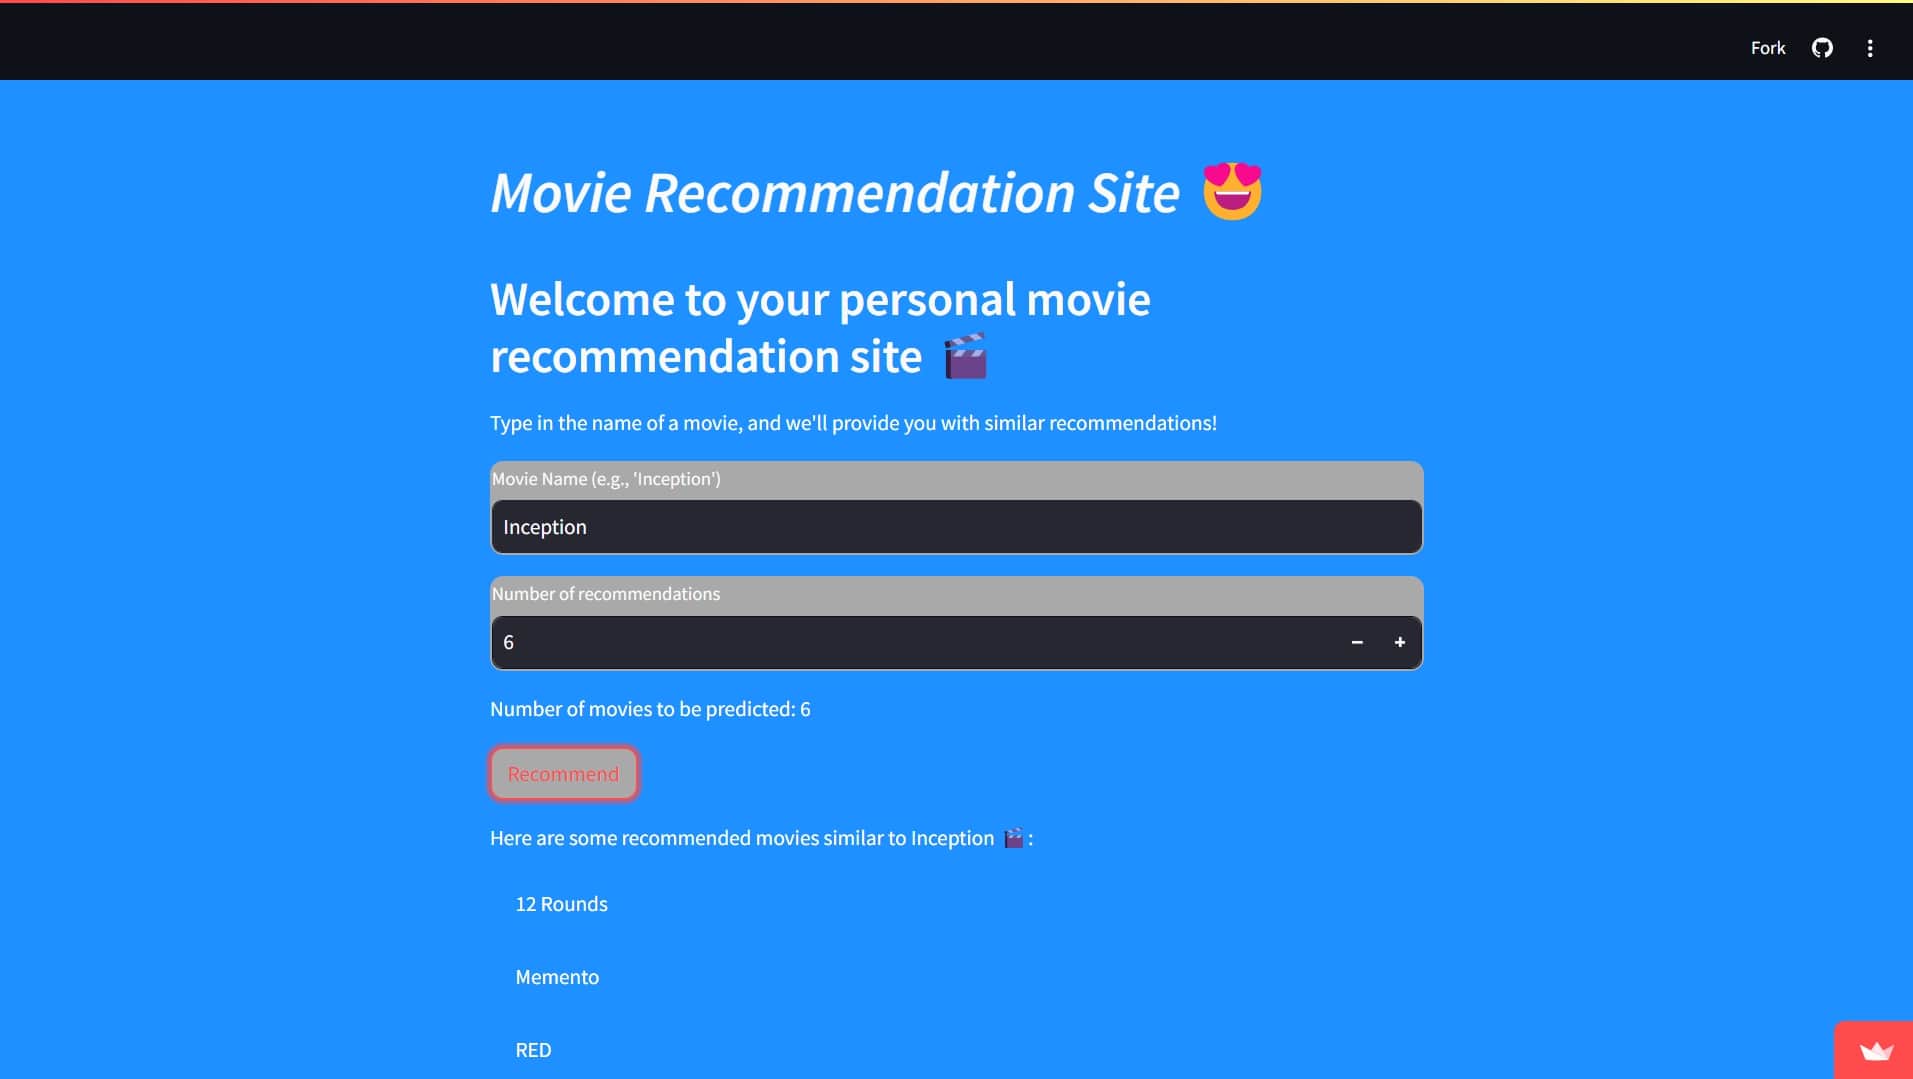 Fork
Movie Recommendation Site 😍
Welcome to your personal movie
recommendation site 🎬
Type in the name of a movie, and we'll provide you with similar recommendations!
Movie Name (e.g., 'Inception')
Inception
Number of recommendations
6
Number of movies to be predicted: 6
Recommend
Here are some recommended movies similar to Inception 🎬 :
12 Rounds
Memento
RED